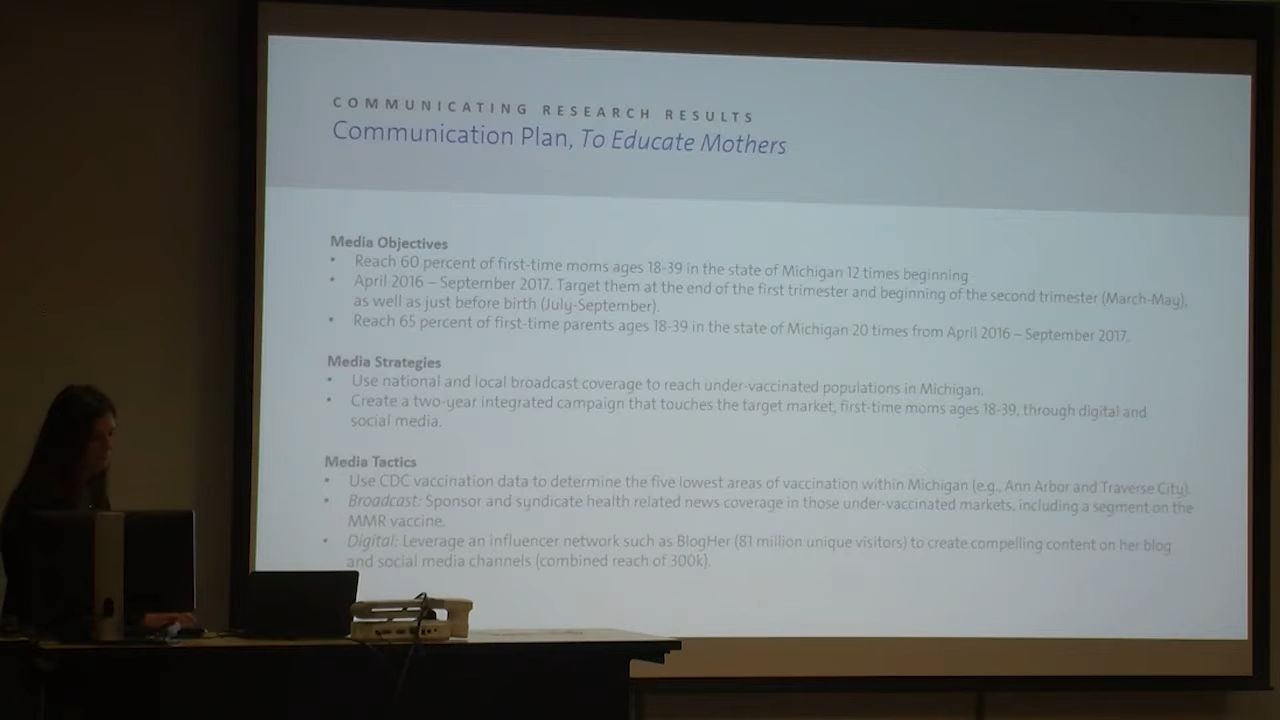 COMMUNICATING RESEARCH RESULTS
Communication Plan, To Educate Mothers
Media Objectives
• Reach 60 percent of first-time moms ages 18-39 in the state of Michigan 12 times beginning
• April 2016 – September 2017. Target them at the end of the first trimester and beginning of the second trimester (March-May),
as well as just before birth (July-September).
• Reach 65 percent of first-time parents ages 18-39 in the state of Michigan 20 times from April 2016 – September 2017.
Media Strategies
• Use national and local broadcast coverage to reach under-vaccinated populations in Michigan.
• Create a two-year integrated campaign that touches the target market, first-time moms ages 18-39, through digital and
social media.
Media Tactics
• Use CDC vaccination data to determine the five lowest areas of vaccination within Michigan (e.g., Ann Arbor and Traverse City).
• Broadcast: Sponsor and syndicate health related news coverage in those under-vaccinated markets, including a segment on the
MMR vaccine.
• Digital: Leverage an influencer network such as BlogHer (81 million unique visitors) to create compelling content on her blog
and social media channels (combined reach of 300k).